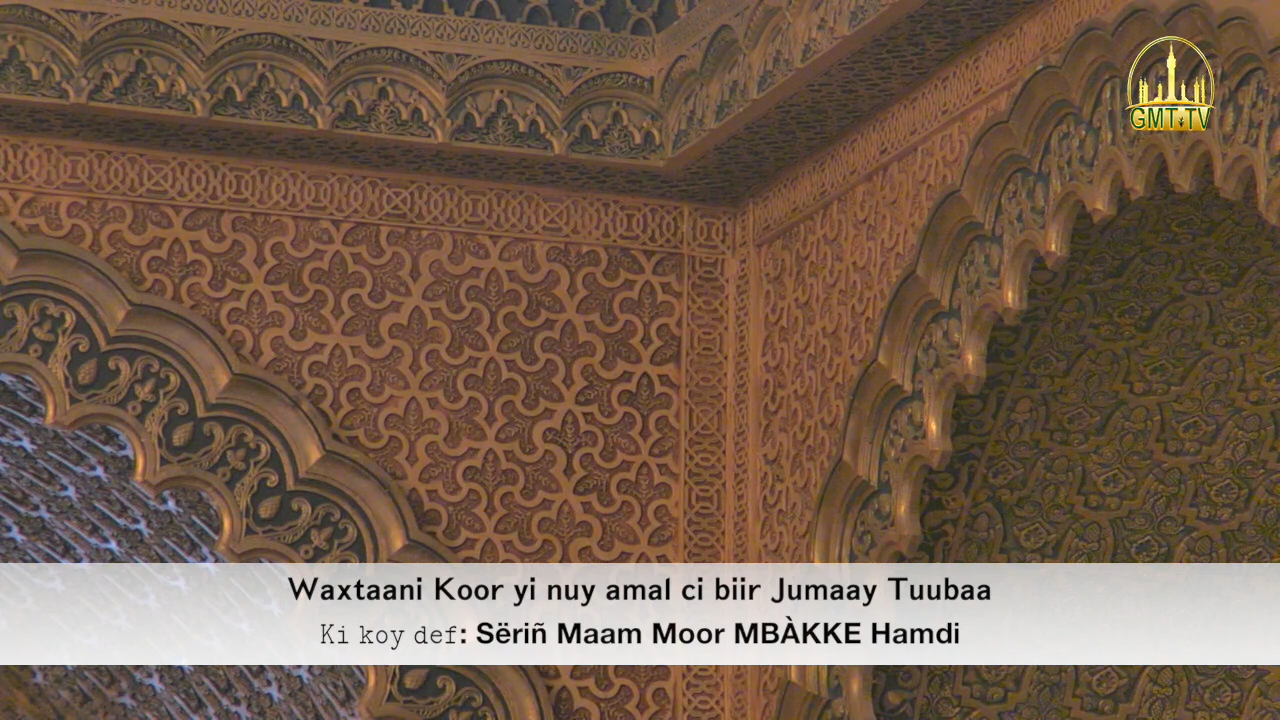 GMT TV
Waxtaani Koor yi nuy amal ci biir Jumaay Tuubaa
Ki koy def: Sëriñ Maam Moor MBÀKKE Hamdi